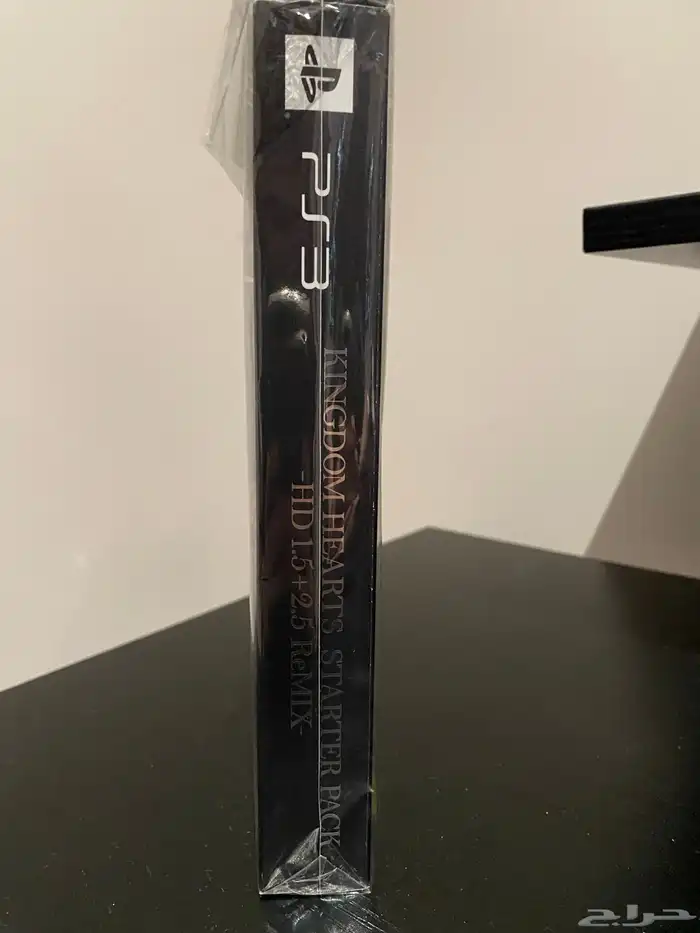 PS3
KINGDOM HEARTS STARTER PACK
-HD 1.5+2.5 ReMIX-
حراج